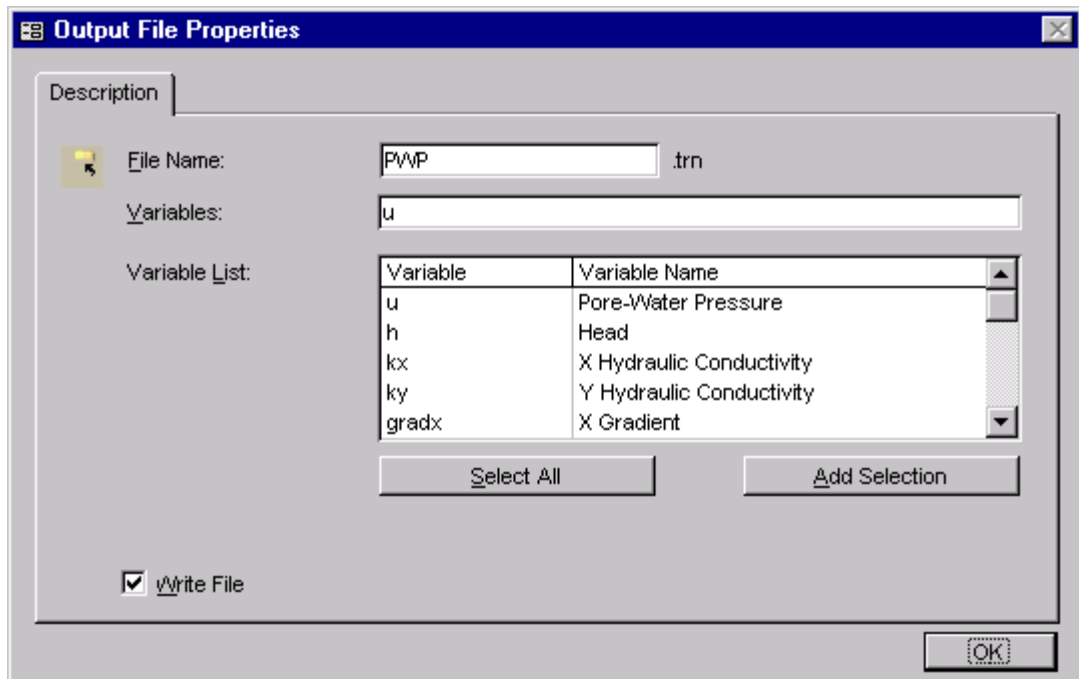 Output File Properties
Description
File Name: PWP .trn
Variables: u
Variable List: Variable Variable Name
u Pore-Water Pressure
h Head
kx X Hydraulic Conductivity
ky Y Hydraulic Conductivity
gradx X Gradient
Select All Add Selection
Write File
OK